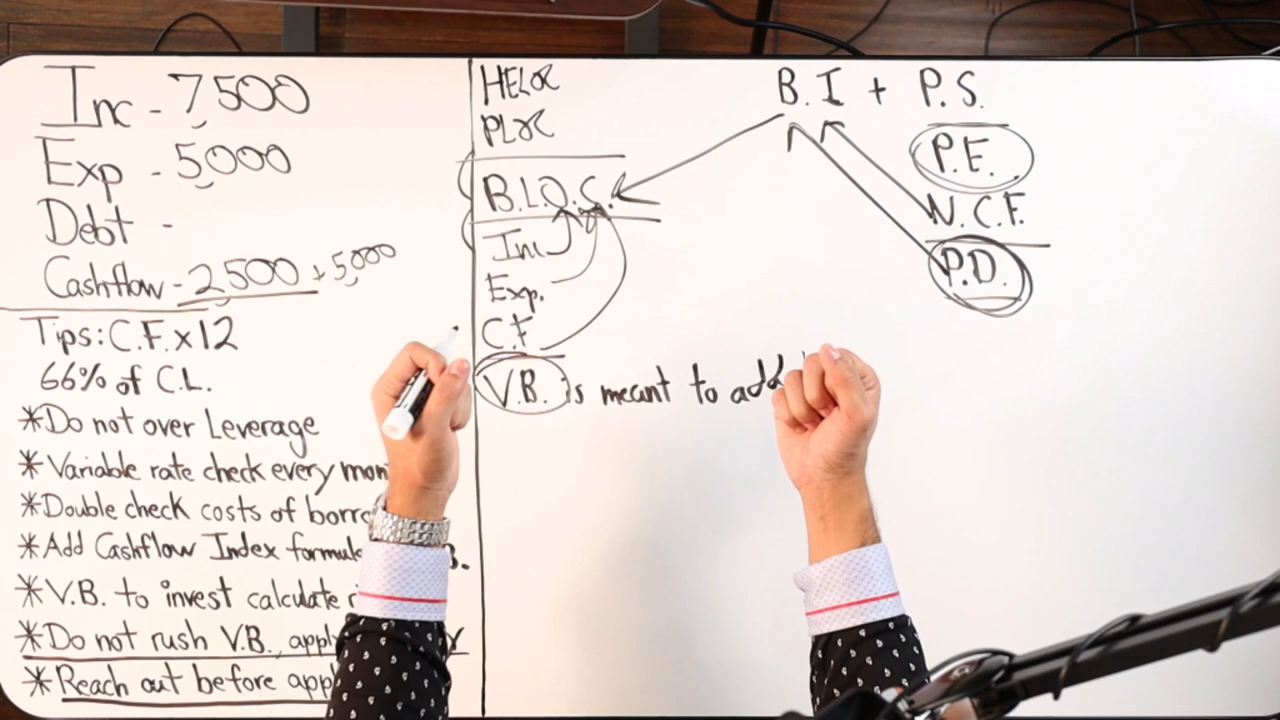 Inc - 7,500
Exp - 5,000
Debt -
Cashflow - 2,500 + 5,000
Tips: C.F. x 12
66% of C.L.
*Do not over Leverage
*Variable rate check every
*Double check costs of
*Add Cashflow Index
*V.B. to invest calculate
*Do not rush V.B.,
*Reach out before
HELOC
PLOC
B.L.O.C.
Inc
Exp.
C.F
V.B. is meant to add
B.I + P.S.
P.E.
N.C.F.
P.D.